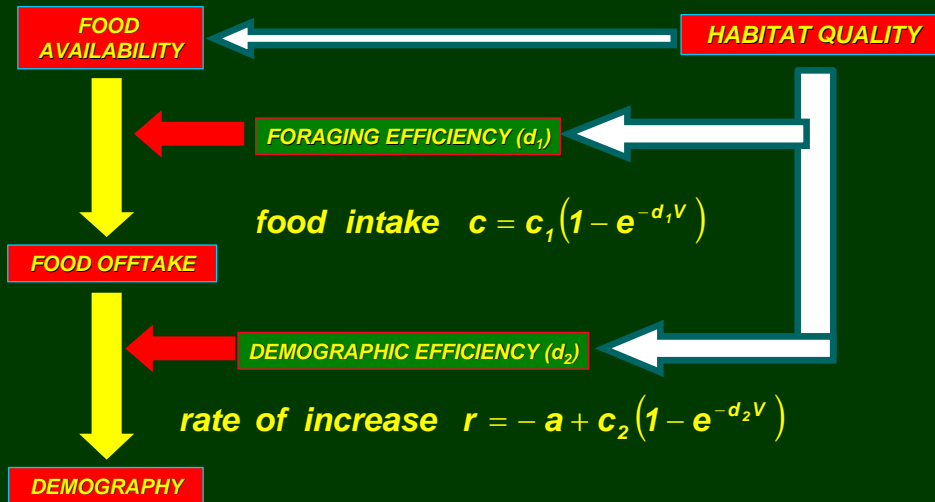 FOOD
AVAILABILITY
HABITAT QUALITY
FORAGING EFFICIENCY (d₁)
food intake c = c₁(1 − e^{−d₁V})
FOOD OFFTAKE
DEMOGRAPHIC EFFICIENCY (d₂)
rate of increase r = − a + c₂(1 − e^{−d₂V})
DEMOGRAPHY